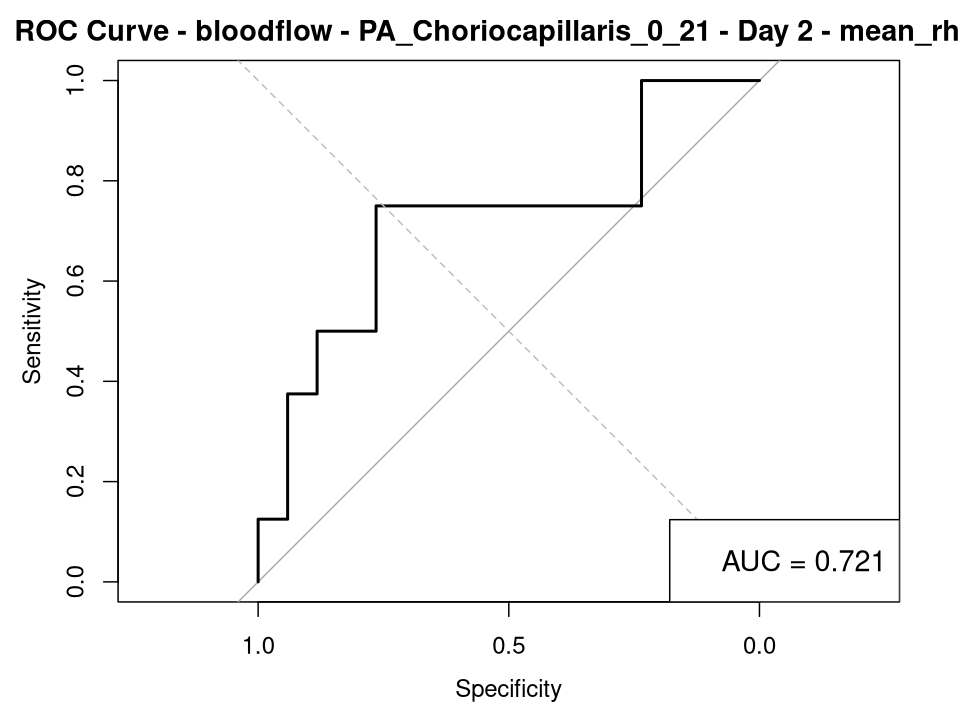 ROC Curve - bloodflow - PA_Choriocapillaris_0_21 - Day 2 - mean_rh
1.0
0.8
0.6
0.4
0.2
0.0
Sensitivity
AUC = 0.721
1.0 0.5 0.0
Specificity